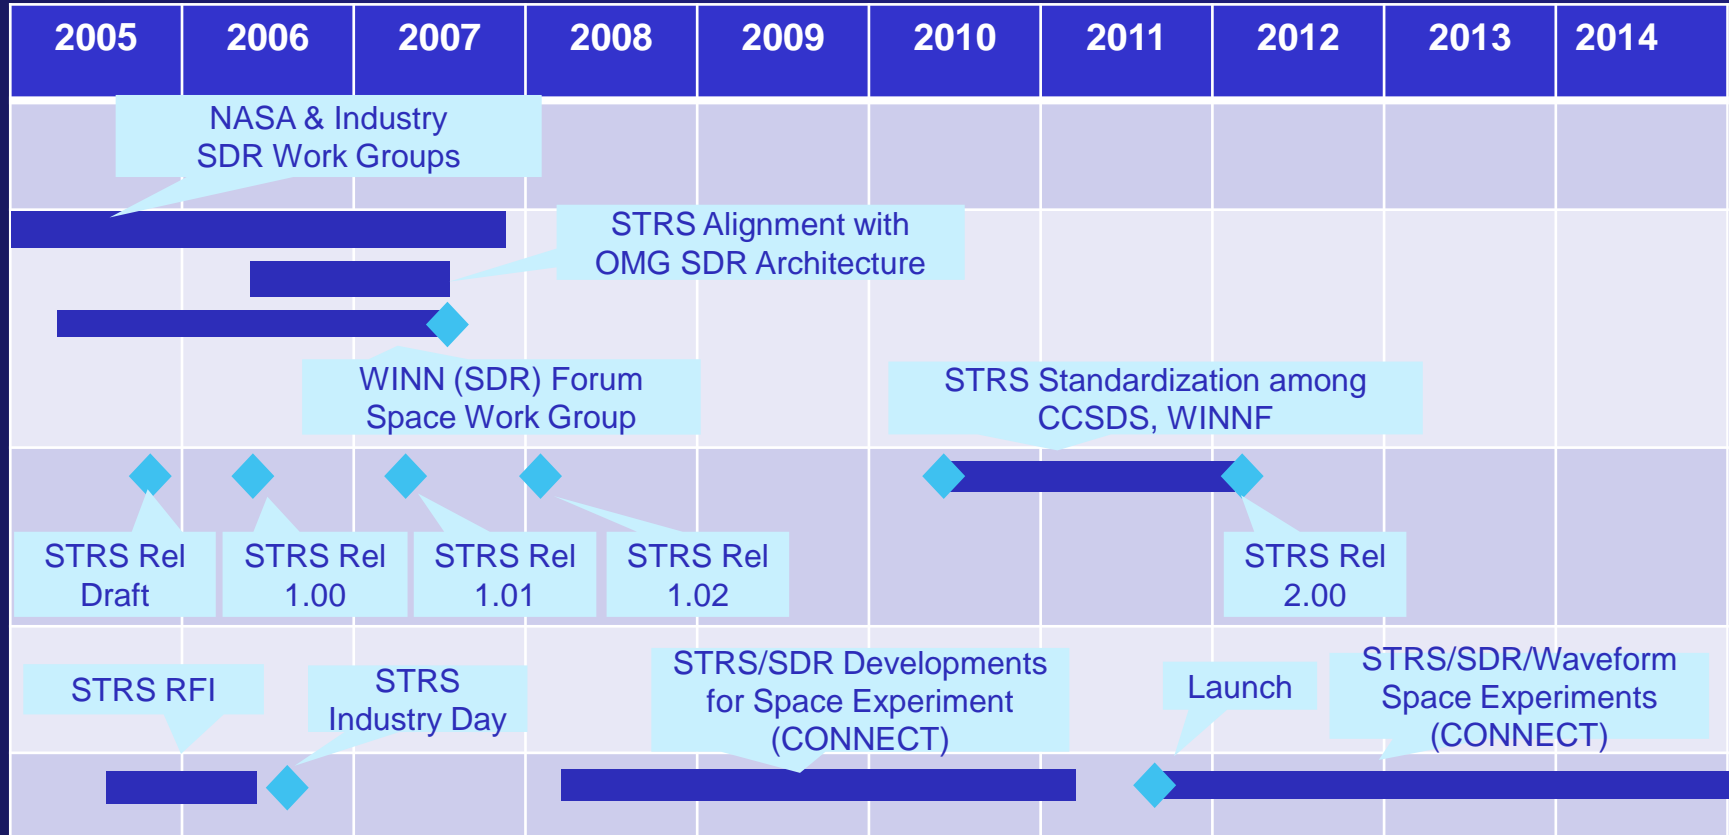 2005 2006 2007 2008 2009 2010 2011 2012 2013 2014
NASA & Industry
SDR Work Groups
STRS Alignment with
OMG SDR Architecture
WINN (SDR) Forum
Space Work Group
STRS Standardization among
CCSDS, WINNF
STRS Rel
Draft
STRS Rel
1.00
STRS Rel
1.01
STRS Rel
1.02
STRS Rel
2.00
STRS RFI
STRS
Industry Day
STRS/SDR Developments
for Space Experiment
(CONNECT)
Launch
STRS/SDR/Waveform
Space Experiments
(CONNECT)